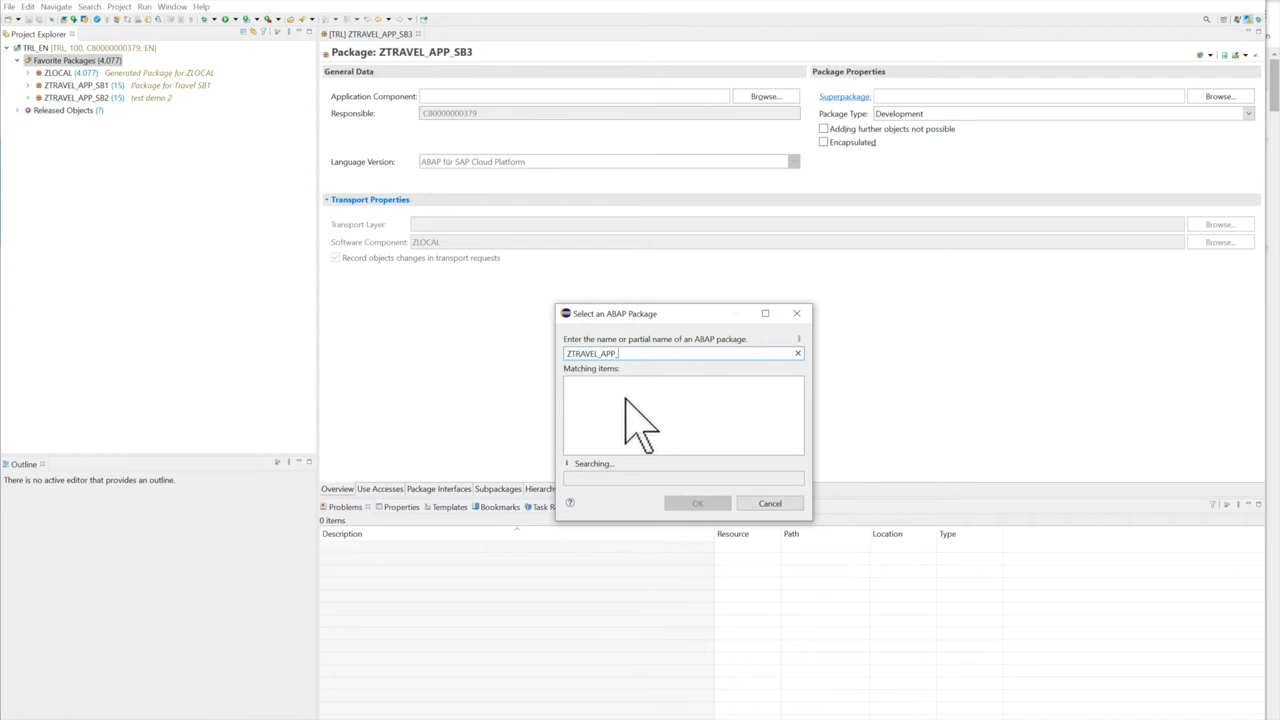 File Edit Navigate Search Project Run Window Help
Project Explorer
[TRL] ZTRAVEL_APP_SB3
TRL_EN [TRL, 100, CB0000000379, EN]
Favorite Packages (4.077)
ZLOCAL (4.077) Generated Package for ZLOCAL
ZTRAVEL_APP_SB1 (15) Package for Travel SB1
ZTRAVEL_APP_SB2 (15) test demo 2
Released Objects (?)
Package: ZTRAVEL_APP_SB3
General Data
Package Properties
Application Component: Browse...
Superpackage: Browse...
Responsible: CB0000000379
Package Type: Development
Adding further objects not possible
Encapsulated
Language Version: ABAP für SAP Cloud Platform
Transport Properties
Transport Layer: Browse...
Software Component: ZLOCAL Browse...
Record objects changes in transport requests
Select an ABAP Package
Enter the name or partial name of an ABAP package.
ZTRAVEL_APP_
Matching items:
Searching...
OK Cancel
Outline
There is no active editor that provides an outline.
Overview Use Accesses Package Interfaces Subpackages Hierarchy
Problems Properties Templates Bookmarks Task R
0 items
Description Resource Path Location Type